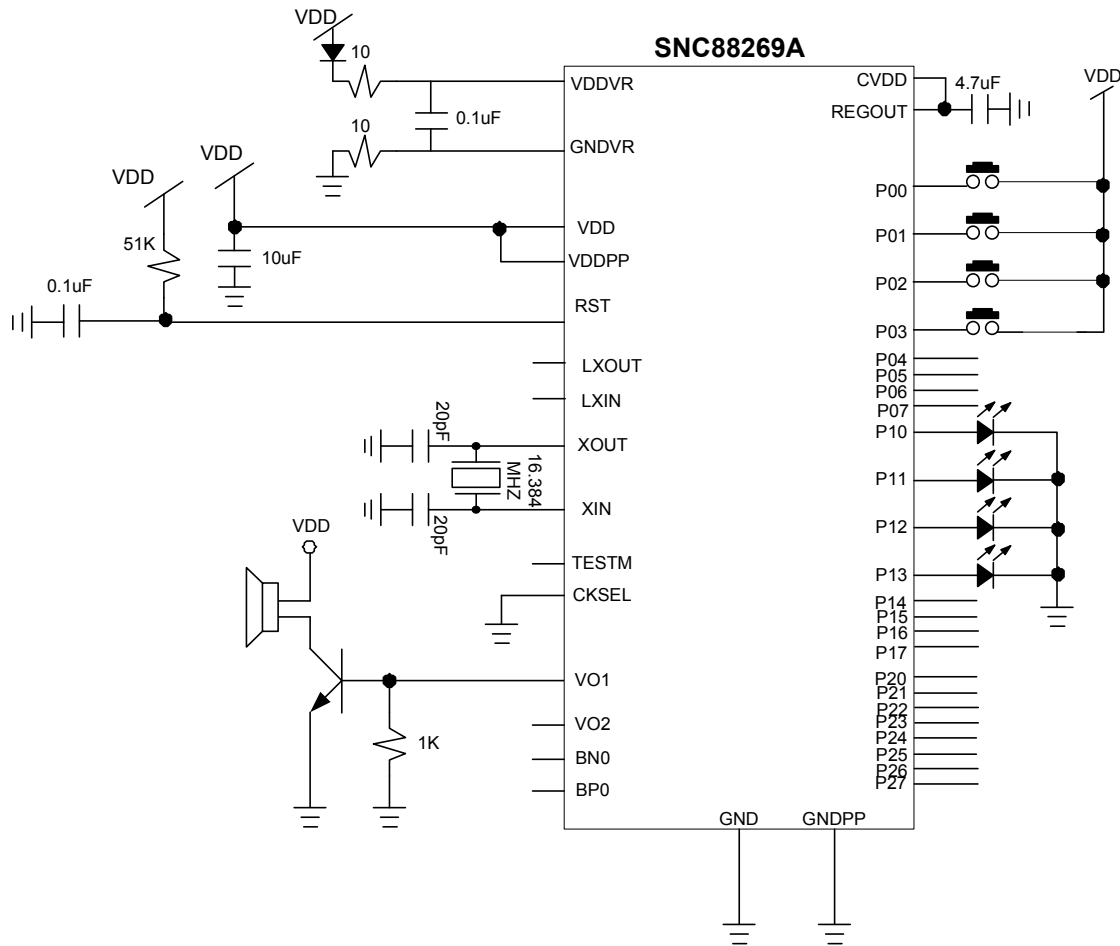 SNC88269A
VDD
10
VDDVR
0.1uF
10
GNDVR
VDD
VDD
51K
10uF
VDD
VDDPP
0.1uF
RST
LXOUT
LXIN
20pF
XOUT
16.384
MHZ
XIN
20pF
VDD
TESTM
CKSEL
VO1
1K
VO2
BN0
BP0
GND
GNDPP
CVDD
4.7uF
VDD
REGOUT
P00
P01
P02
P03
P04
P05
P06
P07
P10
P11
P12
P13
P14
P15
P16
P17
P20
P21
P22
P23
P24
P25
P26
P27